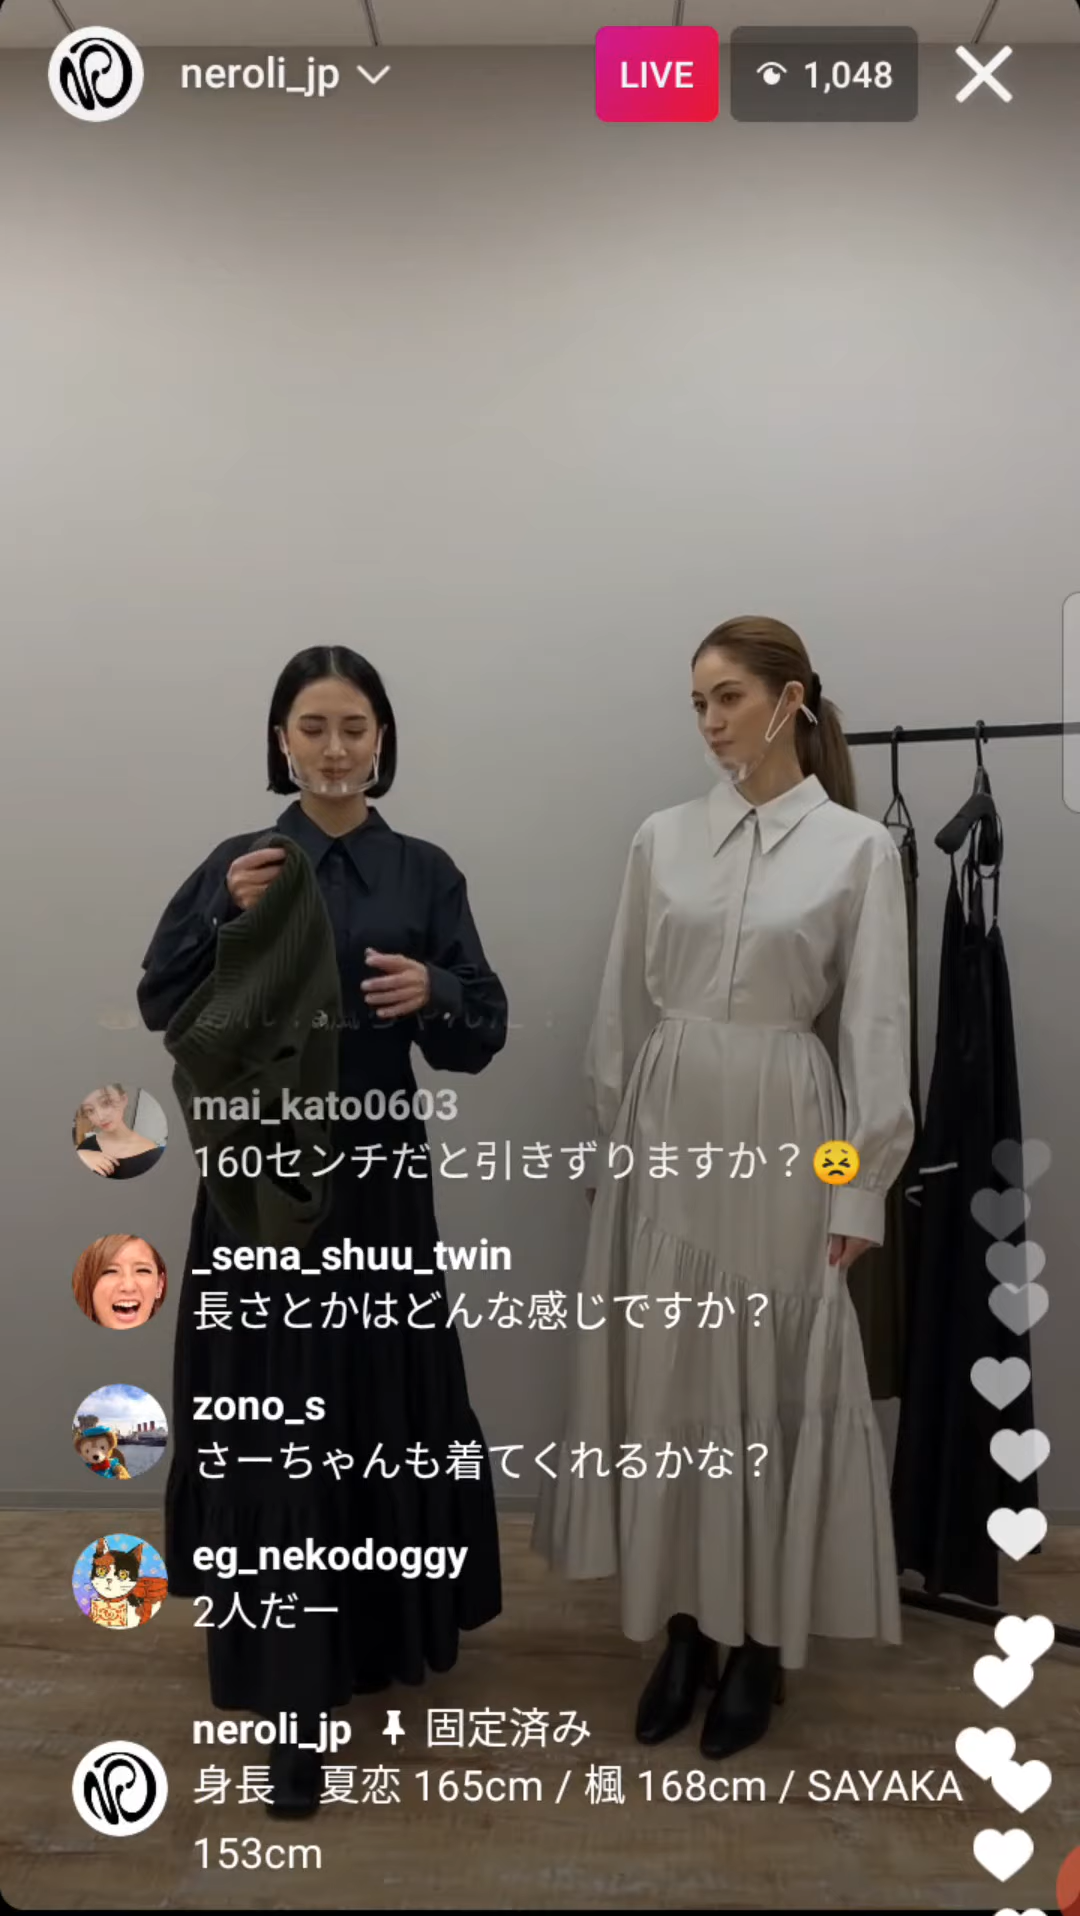 neroli_jp
LIVE
1,048
mai_kato0603
160センチだと引きずりますか？😣
_sena_shuu_twin
長さとかはどんな感じですか？
zono_s
さーちゃんも着てくれるかな？
eg_nekodoggy
2人だー
neroli_jp 固定済み
身長　夏恋 165cm / 楓 168cm / SAYAKA
153cm